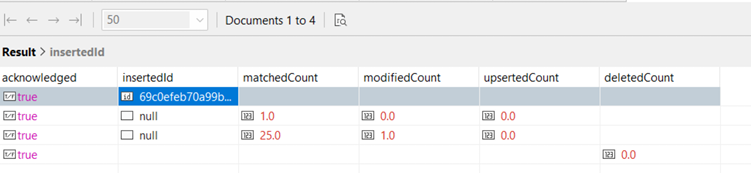 50 Documents 1 to 4
Result > insertedId
acknowledged insertedId matchedCount modifiedCount upsertedCount deletedCount
true 69c0efeb70a99b...
true null 1.0 0.0 0.0
true null 25.0 1.0 0.0
true 0.0